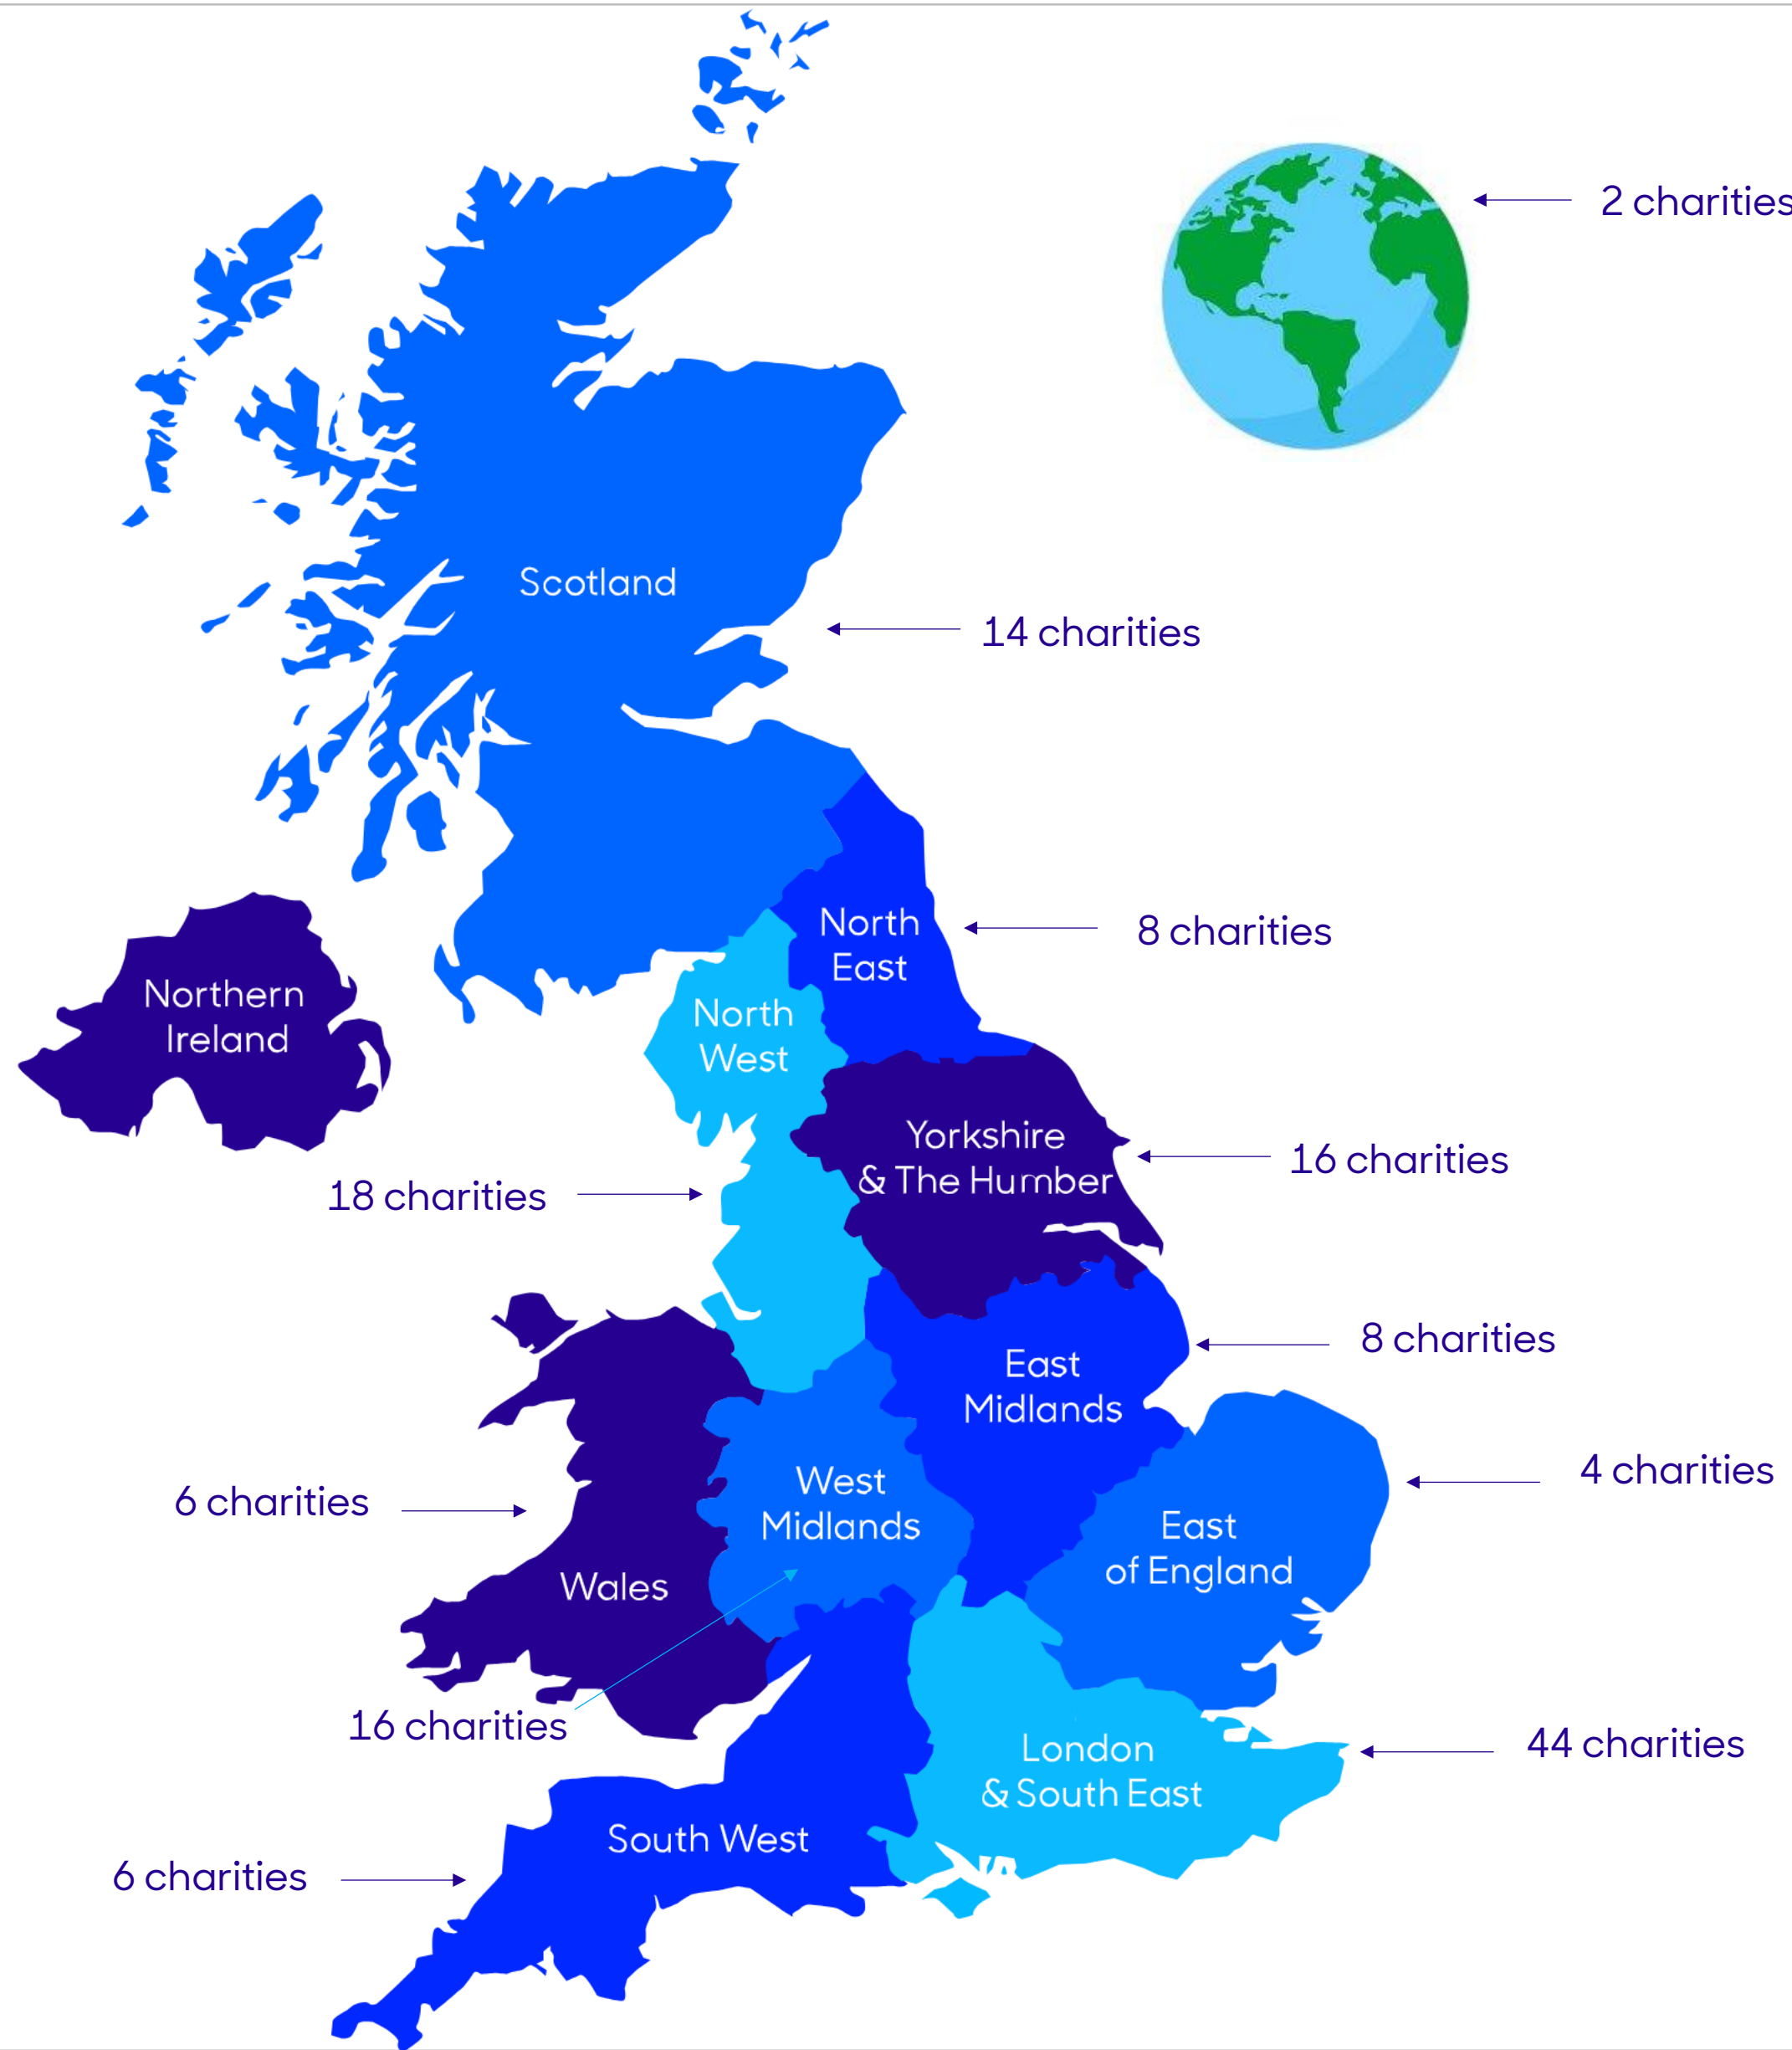 2 charities
Scotland
14 charities
North
East
8 charities
Northern
Ireland
North
West
Yorkshire
& The Humber
16 charities
18 charities
East
Midlands
8 charities
4 charities
West
Midlands
6 charities
East
of England
Wales
16 charities
London
& South East
44 charities
South West
6 charities